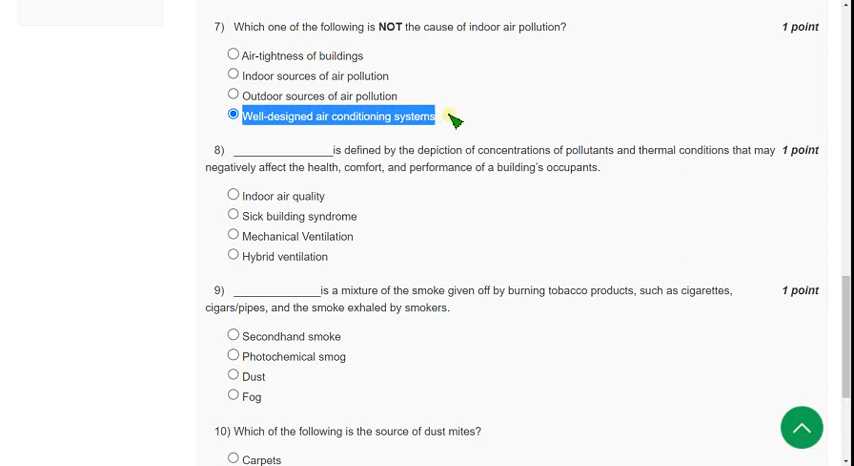 7) Which one of the following is NOT the cause of indoor air pollution? 1 point
Air-tightness of buildings
Indoor sources of air pollution
Outdoor sources of air pollution
Well-designed air conditioning systems
8) ______________is defined by the depiction of concentrations of pollutants and thermal conditions that may 1 point
negatively affect the health, comfort, and performance of a building's occupants.
Indoor air quality
Sick building syndrome
Mechanical Ventilation
Hybrid ventilation
9) ____________is a mixture of the smoke given off by burning tobacco products, such as cigarettes, 1 point
cigars/pipes, and the smoke exhaled by smokers.
Secondhand smoke
Photochemical smog
Dust
Fog
10) Which of the following is the source of dust mites? 1 point
Carpets